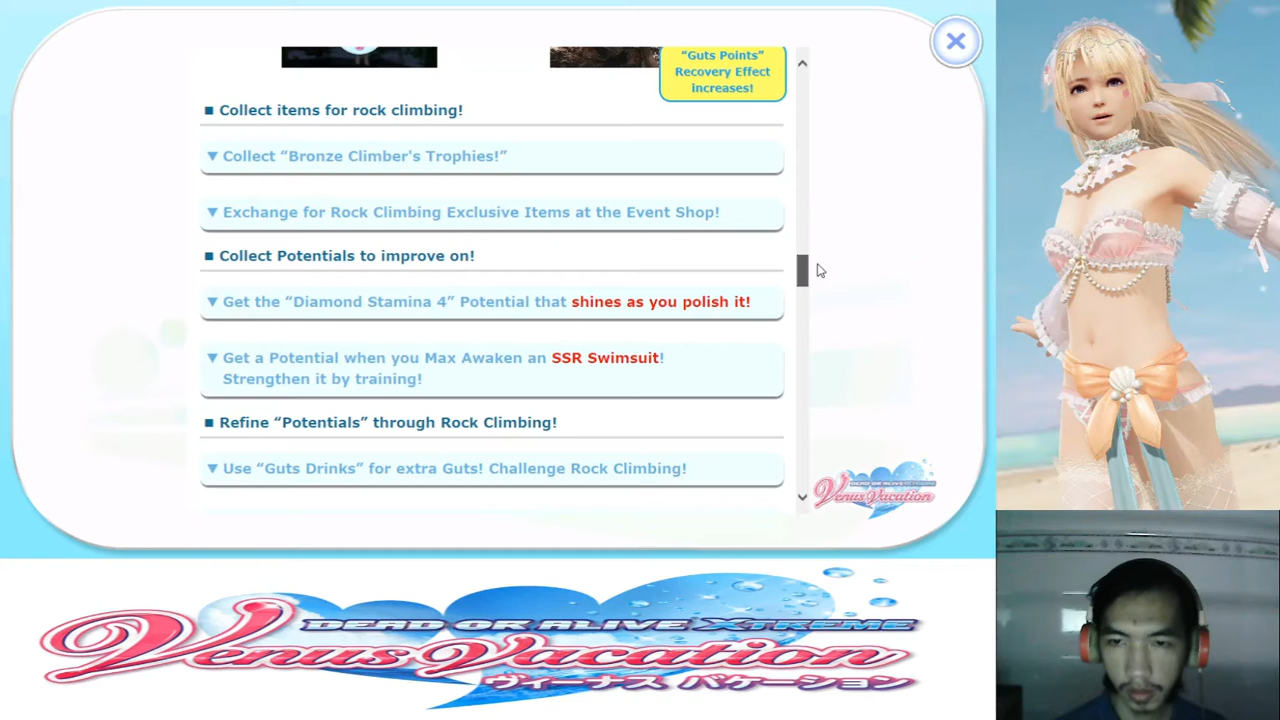 “Guts Points”
Recovery Effect
increases!
■ Collect items for rock climbing!
▼ Collect “Bronze Climber's Trophies!”
▼ Exchange for Rock Climbing Exclusive Items at the Event Shop!
■ Collect Potentials to improve on!
▼ Get the “Diamond Stamina 4” Potential that shines as you polish it!
▼ Get a Potential when you Max Awaken an SSR Swimsuit!
Strengthen it by training!
■ Refine “Potentials” through Rock Climbing!
▼ Use “Guts Drinks” for extra Guts! Challenge Rock Climbing!
DEAD OR ALIVE XTREME
Venus Vacation
DEAD OR ALIVE XTREME
Venus Vacation
ヴィーナス バケーション